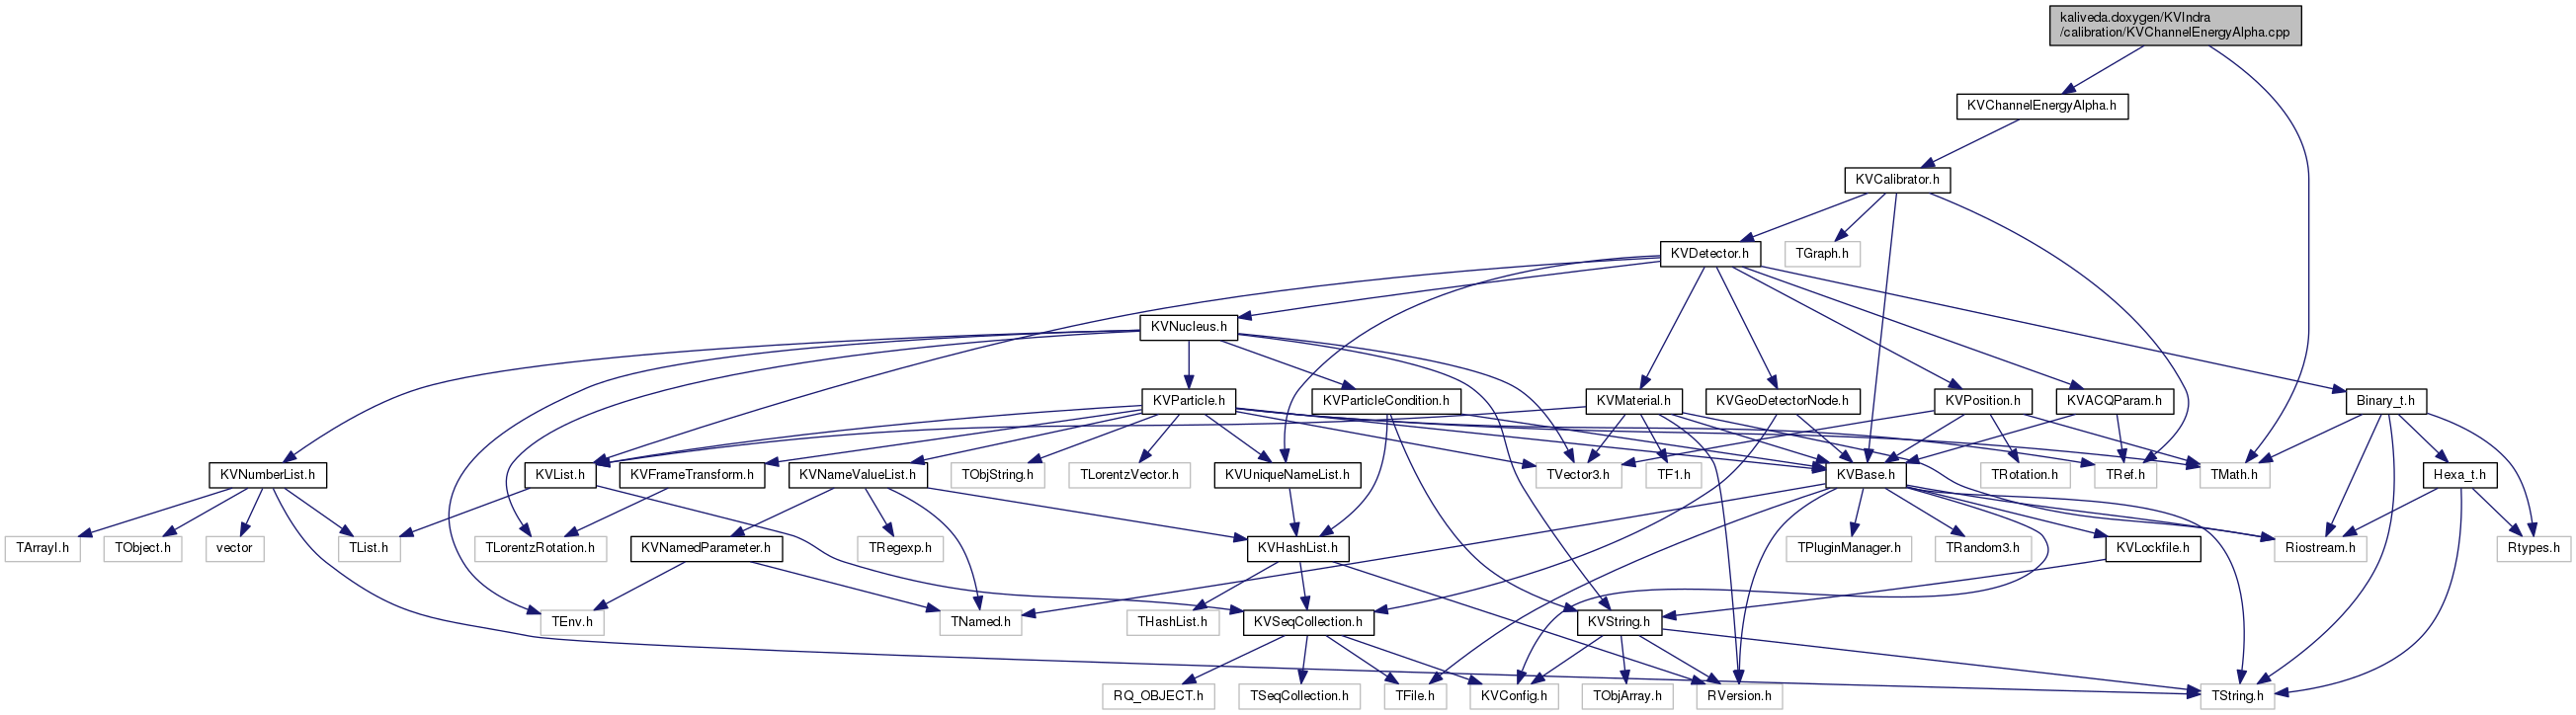 kaliveda.doxygen/KVIndra
/calibration/KVChannelEnergyAlpha.cpp
KVChannelEnergyAlpha.h
KVCalibrator.h
KVDetector.h
TGraph.h
KVNucleus.h
KVParticle.h
KVParticleCondition.h
KVMaterial.h
KVGeoDetectorNode.h
KVPosition.h
KVACQParam.h
Binary_t.h
KVNumberList.h
KVList.h
KVFrameTransform.h
KVNameValueList.h
TObjString.h
TLorentzVector.h
KVUniqueNameList.h
TVector3.h
TF1.h
KVBase.h
TRotation.h
TRef.h
TMath.h
Hexa_t.h
TArrayI.h
TObject.h
vector
TList.h
TLorentzRotation.h
KVNamedParameter.h
TRegexp.h
KVHashList.h
TPluginManager.h
TRandom3.h
KVLockfile.h
Riostream.h
Rtypes.h
TEnv.h
TNamed.h
THashList.h
KVSeqCollection.h
KVString.h
RQ_OBJECT.h
TSeqCollection.h
TFile.h
KVConfig.h
TObjArray.h
RVersion.h
TString.h